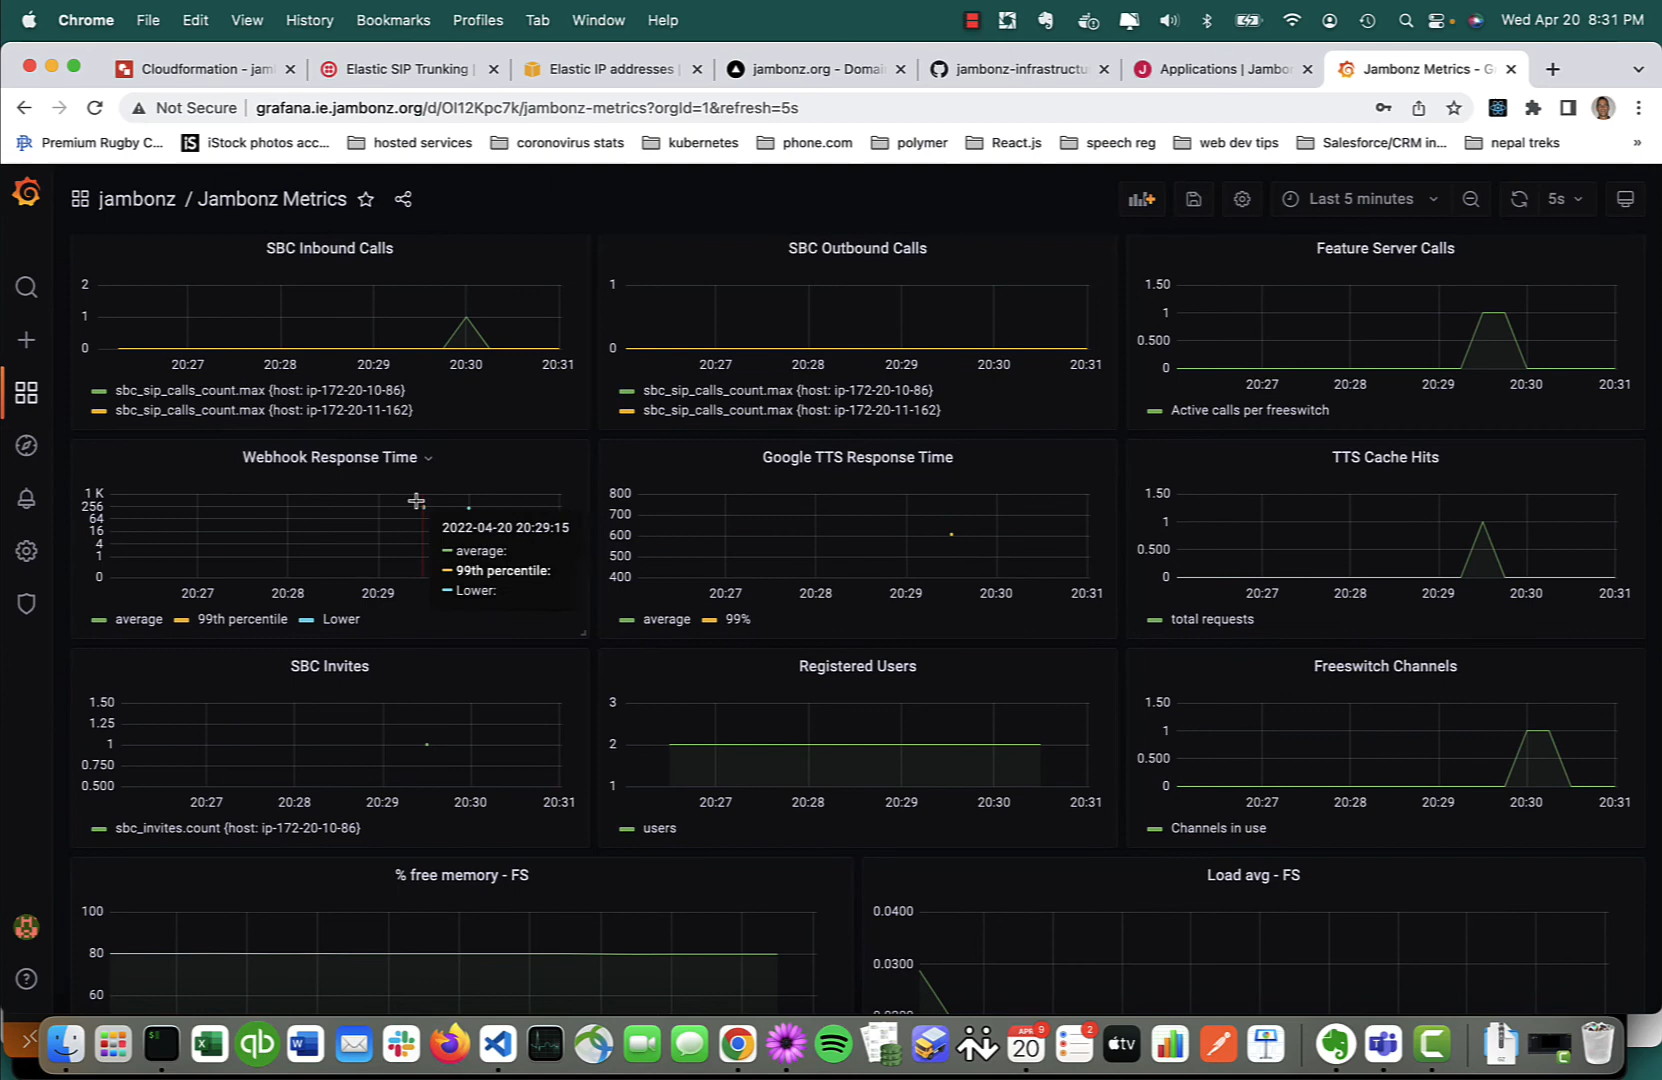 Chrome File Edit View History Bookmarks Profiles Tab Window Help Wed Apr 20 8:31 PM
Cloudformation - jam Elastic SIP Trunking | Elastic IP addresses | jambonz.org - Domai jambonz-infrastructu Applications | Jambo Jambonz Metrics - G
Not Secure grafana.ie.jambonz.org/d/OI12Kpc7k/jambonz-metrics?orgId=1&refresh=5s
Premium Rugby C... iS iStock photos acc... hosted services coronovirus stats kubernetes phone.com polymer React.js speech reg web dev tips Salesforce/CRM in... nepal treks »
jambonz / Jambonz Metrics Last 5 minutes 5s
SBC Inbound Calls
2
1
0
20:27 20:28 20:29 20:30 20:31
sbc_sip_calls_count.max {host: ip-172-20-10-86}
sbc_sip_calls_count.max {host: ip-172-20-11-162}
SBC Outbound Calls
1
0
20:27 20:28 20:29 20:30 20:31
sbc_sip_calls_count.max {host: ip-172-20-10-86}
sbc_sip_calls_count.max {host: ip-172-20-11-162}
Feature Server Calls
1.50
1
0.500
0
20:27 20:28 20:29 20:30 20:31
Active calls per freeswitch
Webhook Response Time
1 K
256
64
16
4
1
0
20:27 20:28 20:29
2022-04-20 20:29:15
average:
99th percentile:
Lower:
average 99th percentile Lower
Google TTS Response Time
800
700
600
500
400
20:27 20:28 20:29 20:30 20:31
average 99%
TTS Cache Hits
1.50
1
0.500
0
20:27 20:28 20:29 20:30 20:31
total requests
SBC Invites
1.50
1.25
1
0.750
0.500
20:27 20:28 20:29 20:30 20:31
sbc_invites.count {host: ip-172-20-10-86}
Registered Users
3
2
1
20:27 20:28 20:29 20:30 20:31
users
Freeswitch Channels
1.50
1
0.500
0
20:27 20:28 20:29 20:30 20:31
Channels in use
% free memory - FS
100
80
60
Load avg - FS
0.0400
0.0300
qb APR 20 9 2 tv